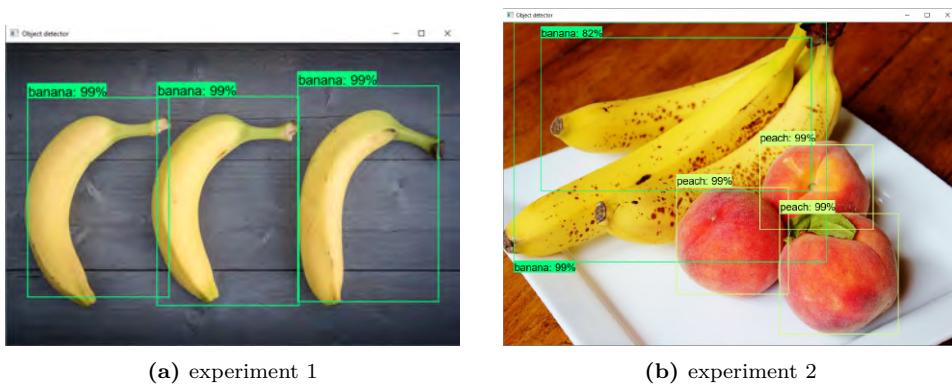 Object detector
banana: 99%
banana: 99%
banana: 99%
(a) experiment 1
Object detector
banana: 82%
peach: 99%
peach: 99%
peach: 99%
banana: 99%
(b) experiment 2